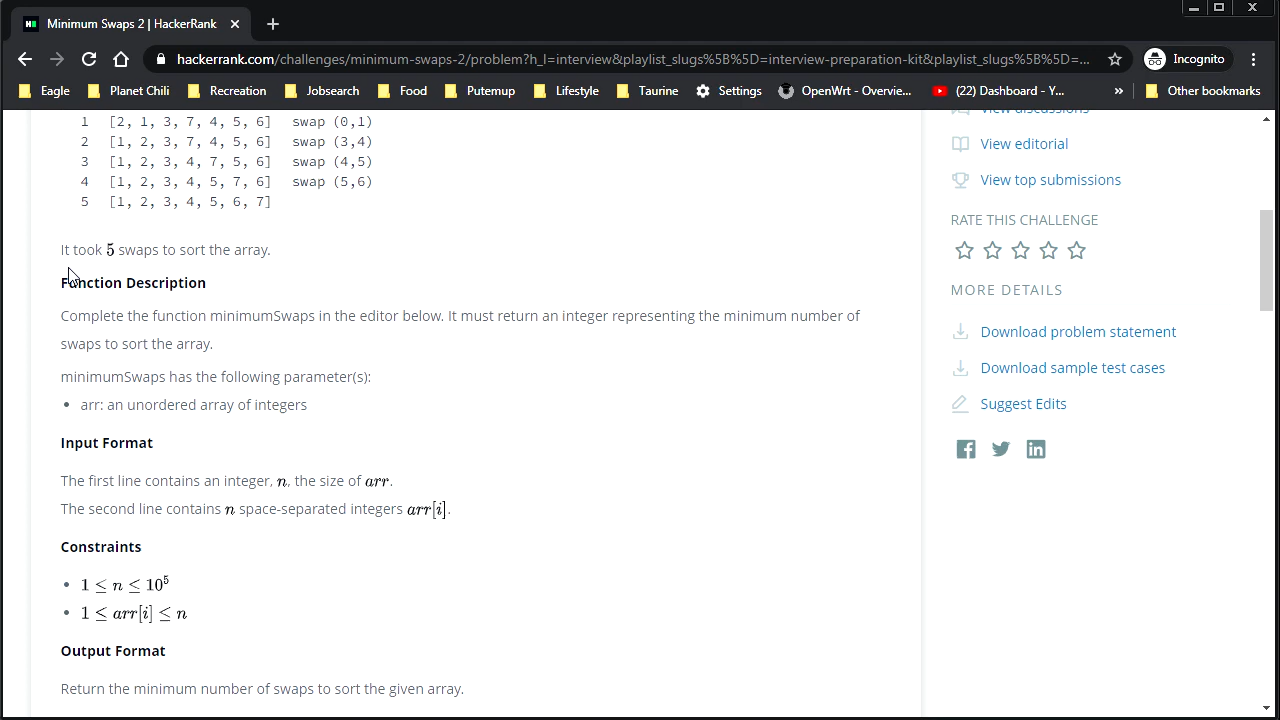 Minimum Swaps 2 | HackerRank
hackerrank.com/challenges/minimum-swaps-2/problem?h_l=interview&playlist_slugs%5B%5D=interview-preparation-kit&playlist_slugs%5B%5D=...
Incognito
Eagle Planet Chili Recreation Jobsearch Food Putemup Lifestyle Taurine Settings OpenWrt - Overvie... (22) Dashboard - Y... » Other bookmarks
1 [2, 1, 3, 7, 4, 5, 6] swap (0,1)
2 [1, 2, 3, 7, 4, 5, 6] swap (3,4)
3 [1, 2, 3, 4, 7, 5, 6] swap (4,5)
4 [1, 2, 3, 4, 5, 7, 6] swap (5,6)
5 [1, 2, 3, 4, 5, 6, 7]
It took 5 swaps to sort the array.
Function Description
Complete the function minimumSwaps in the editor below. It must return an integer representing the minimum number of
swaps to sort the array.
minimumSwaps has the following parameter(s):
• arr: an unordered array of integers
Input Format
The first line contains an integer, n, the size of arr.
The second line contains n space-separated integers arr[i].
Constraints
• 1 ≤ n ≤ 10⁵
• 1 ≤ arr[i] ≤ n
Output Format
Return the minimum number of swaps to sort the given array.
View discussions
View editorial
View top submissions
RATE THIS CHALLENGE
MORE DETAILS
Download problem statement
Download sample test cases
Suggest Edits